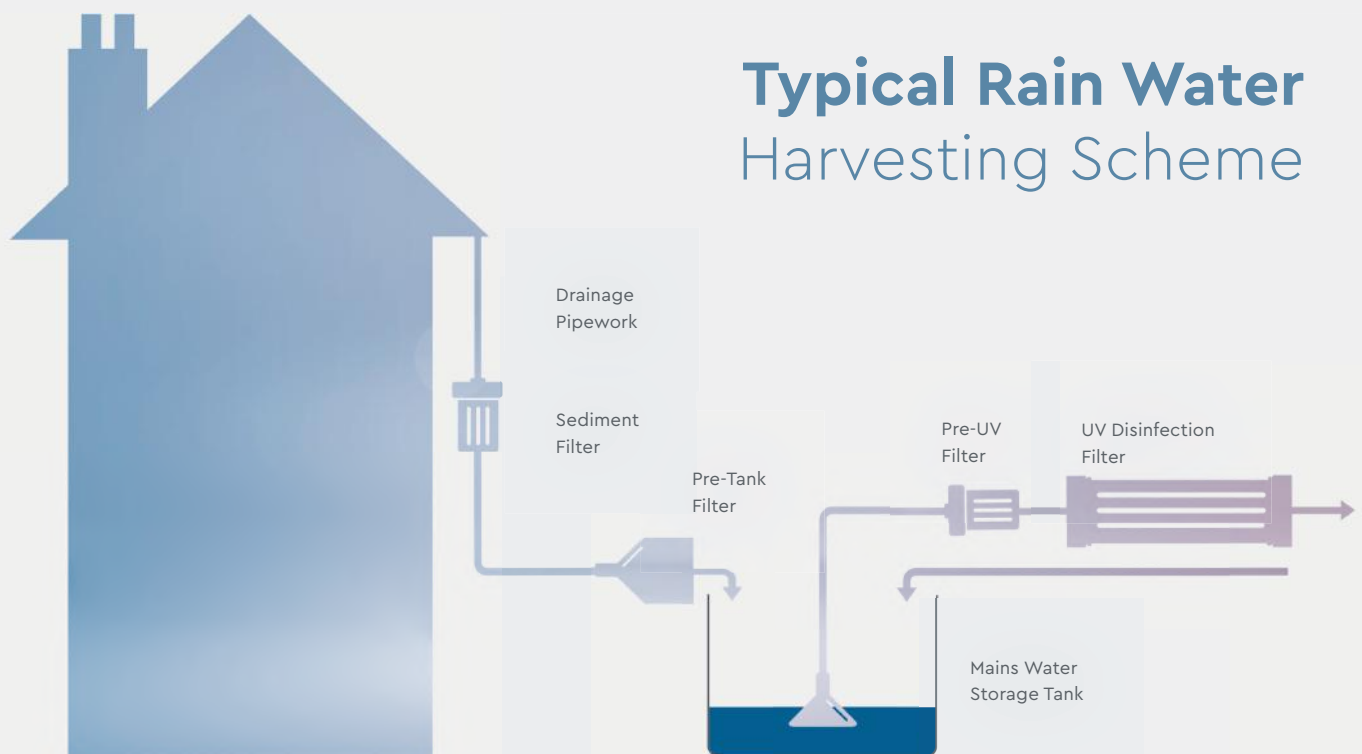 Typical Rain Water
Harvesting Scheme
Drainage
Pipework
Sediment
Filter
Pre-Tank
Filter
Pre-UV
Filter
UV Disinfection
Filter
Mains Water
Storage Tank